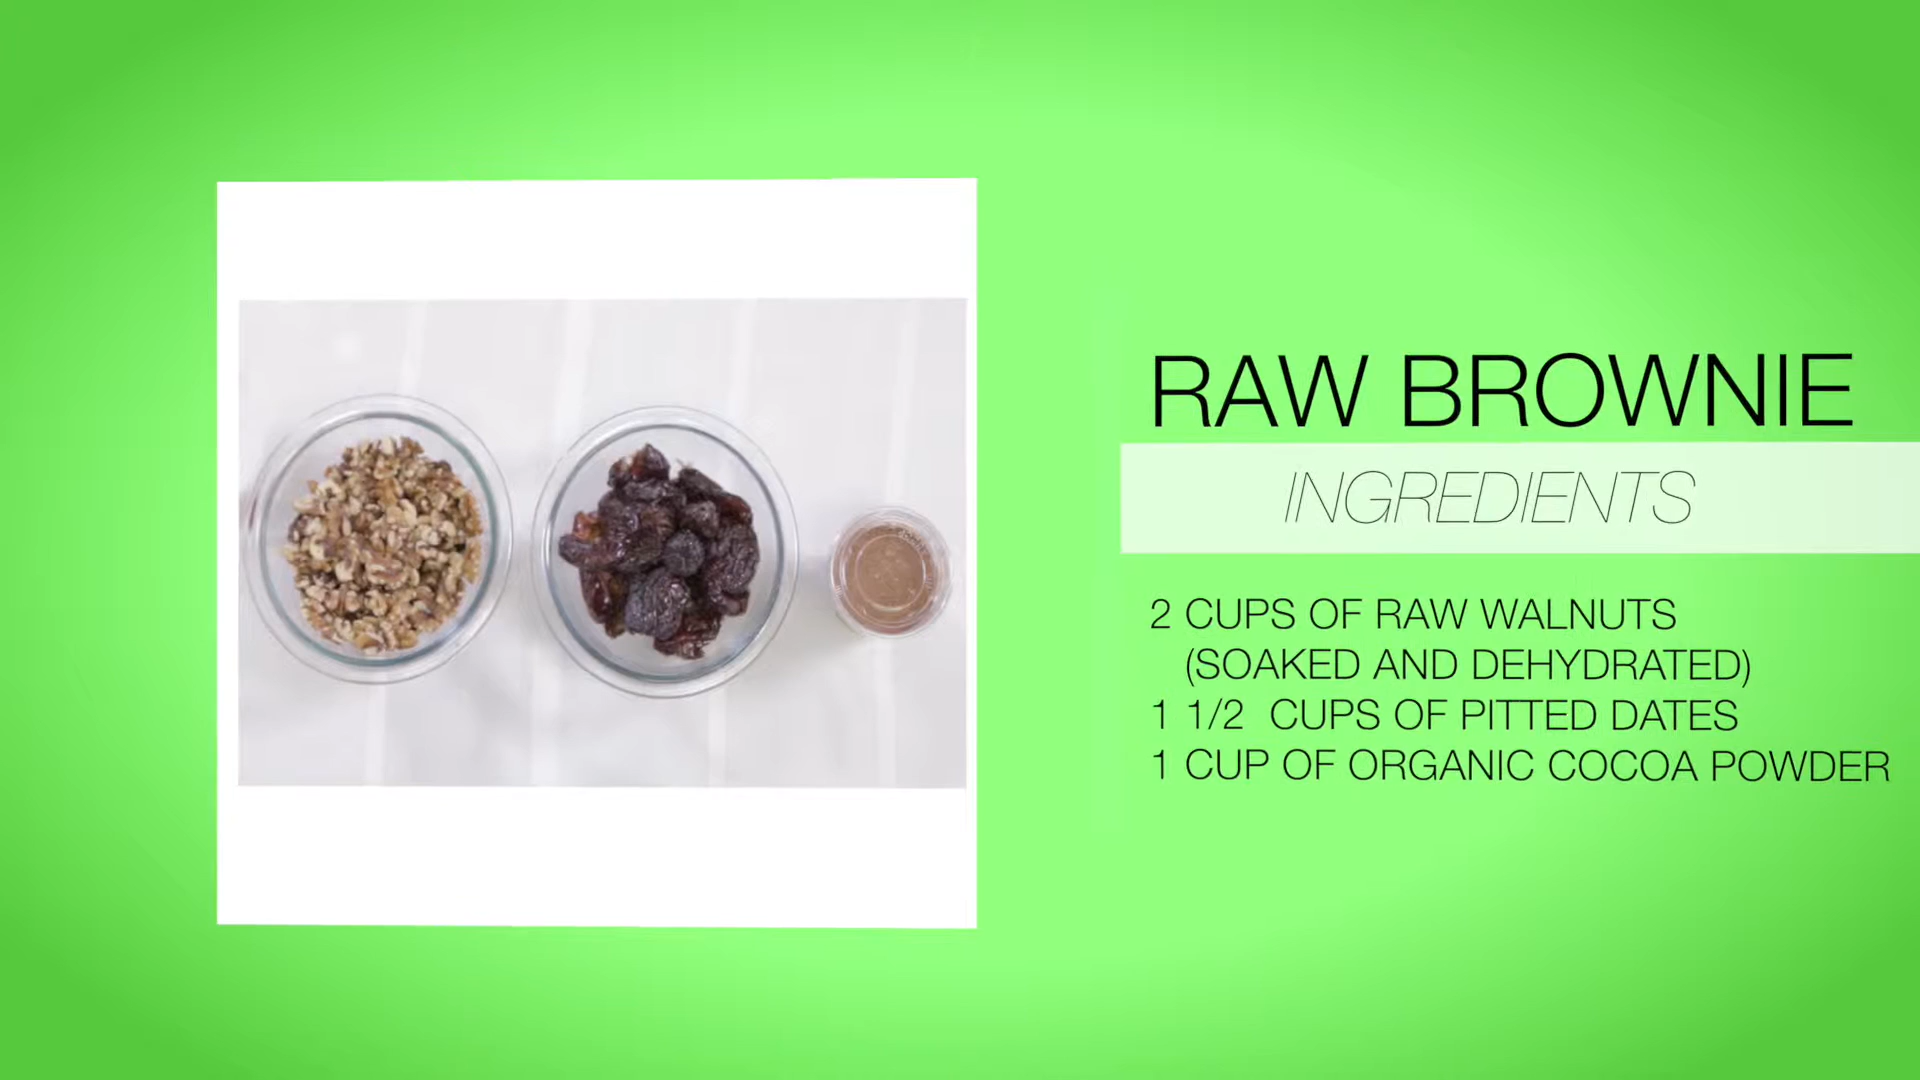 RAW BROWNIE
INGREDIENTS
2 CUPS OF RAW WALNUTS
(SOAKED AND DEHYDRATED)
1 1/2 CUPS OF PITTED DATES
1 CUP OF ORGANIC COCOA POWDER